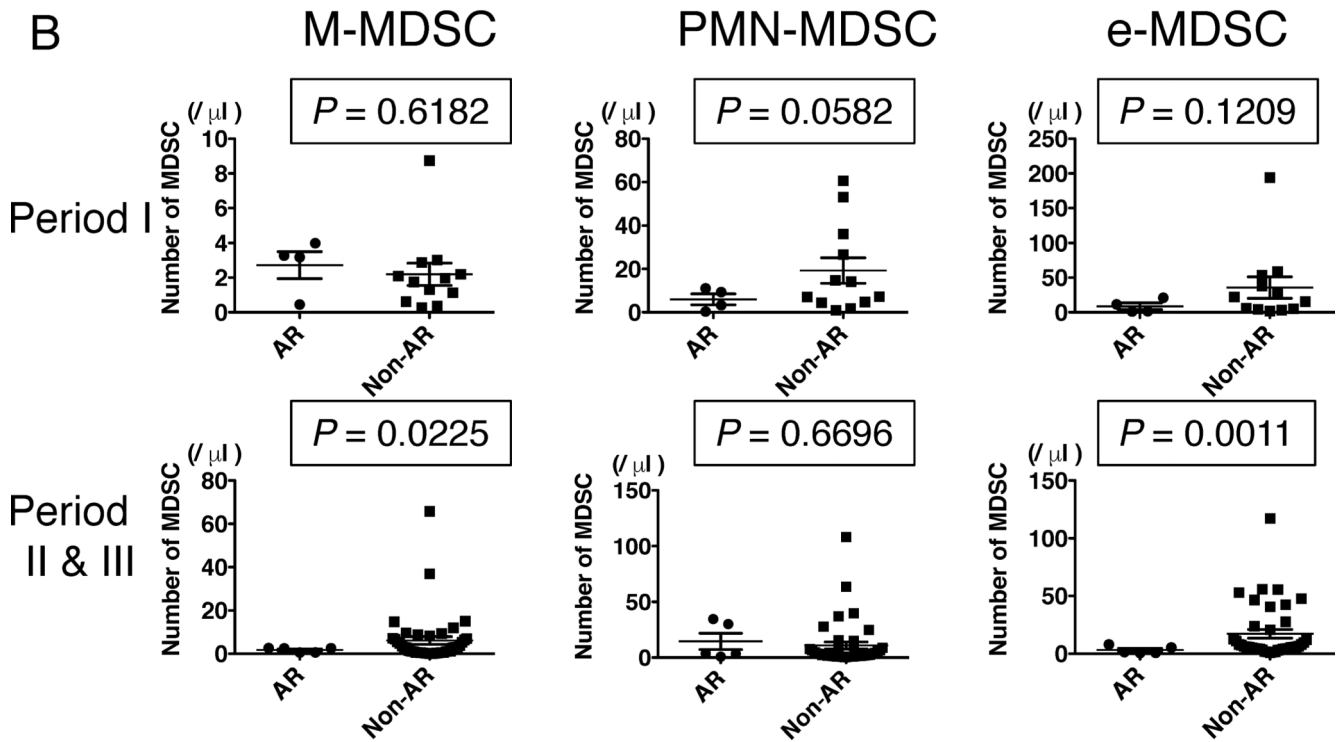 B
M-MDSC
PMN-MDSC
e-MDSC
Period I
(/ μl )
P = 0.6182
Number of MDSC
10
8
6
4
2
0
AR
Non-AR
(/ μl )
P = 0.0582
Number of MDSC
80
60
40
20
0
AR
Non-AR
(/ μl )
P = 0.1209
Number of MDSC
250
200
150
100
50
0
AR
Non-AR
Period
II & III
(/ μl )
P = 0.0225
Number of MDSC
80
60
40
20
0
AR
Non-AR
(/ μl )
P = 0.6696
Number of MDSC
150
100
50
0
AR
Non-AR
(/ μl )
P = 0.0011
Number of MDSC
150
100
50
0
AR
Non-AR